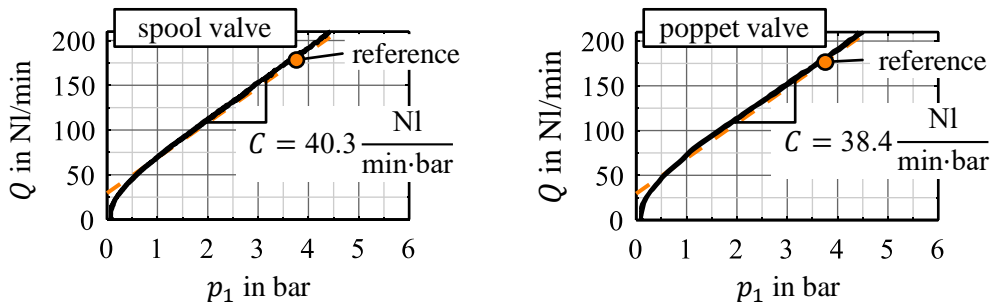 spool valve
200
150
100
50
0
Q in Nl/min
reference
C = 40.3 Nl/min·bar
0 1 2 3 4 5 6
p₁ in bar
poppet valve
200
150
100
50
0
Q in Nl/min
reference
C = 38.4 Nl/min·bar
0 1 2 3 4 5 6
p₁ in bar